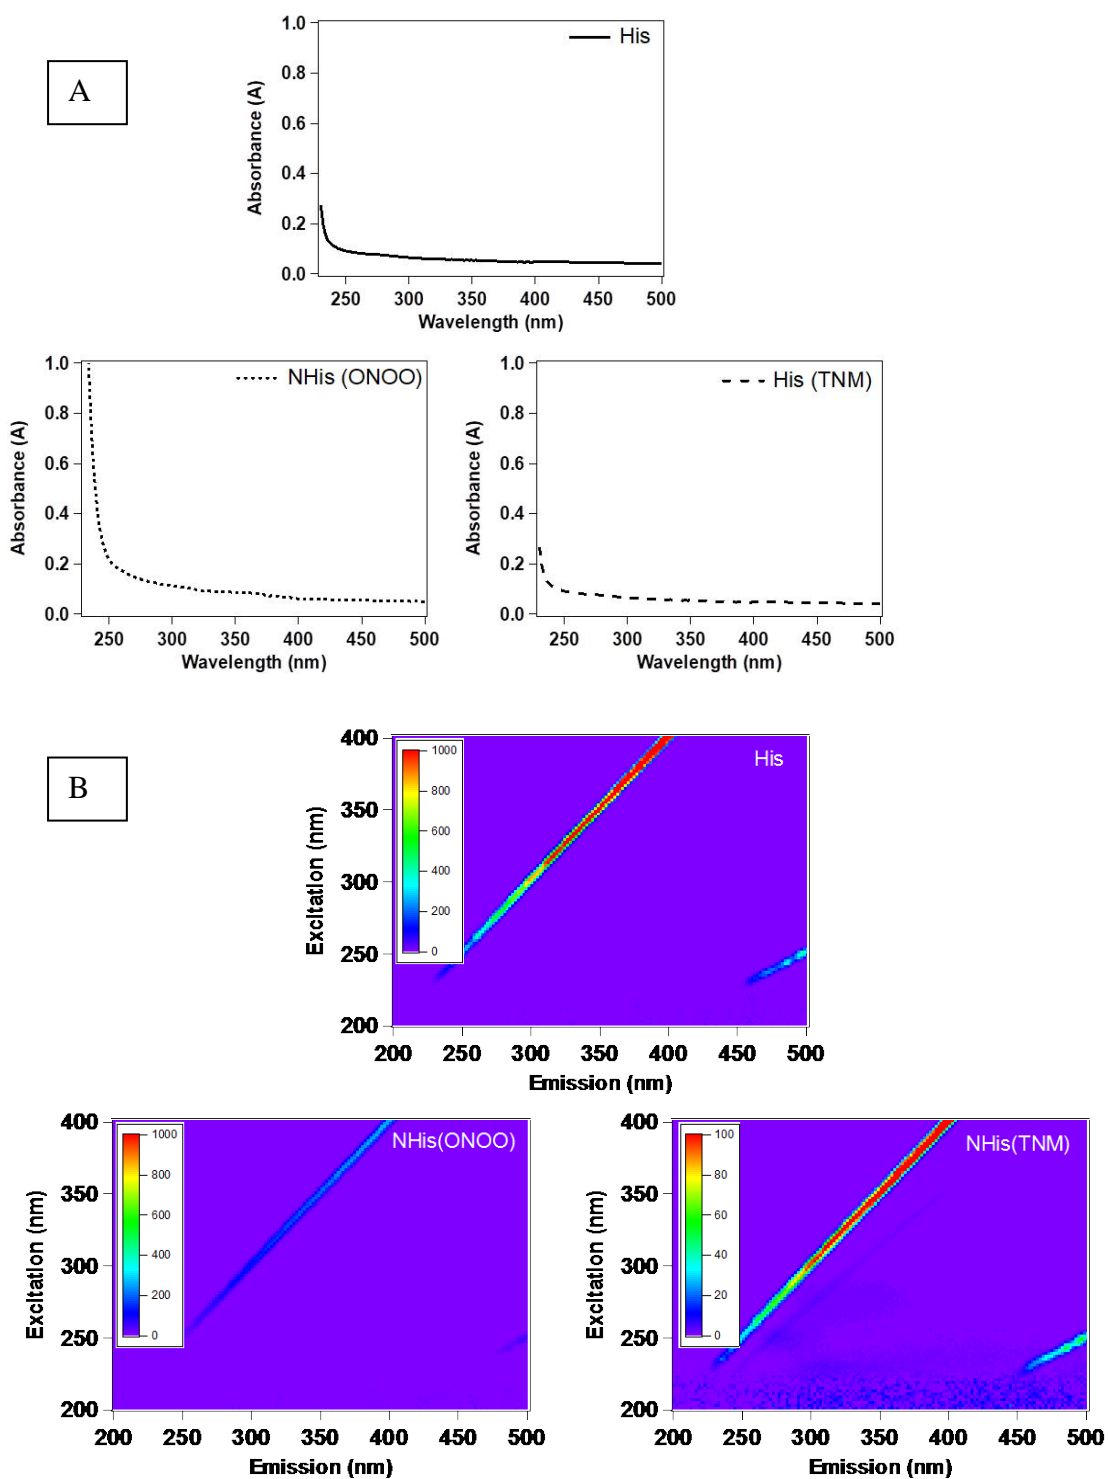 A
1.0
0.8
0.6
0.4
0.2
0.0
Absorbance (A)
His
250 300 350 400 450 500
Wavelength (nm)
1.0
0.8
0.6
0.4
0.2
0.0
Absorbance (A)
NHis (ONOO)
250 300 350 400 450 500
Wavelength (nm)
1.0
0.8
0.6
0.4
0.2
0.0
Absorbance (A)
His (TNM)
250 300 350 400 450 500
Wavelength (nm)
B
400
350
300
250
200
Excitation (nm)
1000
800
600
400
200
0
His
200 250 300 350 400 450 500
Emission (nm)
400
350
300
250
200
Excitation (nm)
1000
800
600
400
200
0
NHis(ONOO)
200 250 300 350 400 450 500
Emission (nm)
400
350
300
250
200
Excitation (nm)
100
80
60
40
20
0
NHis(TNM)
200 250 300 350 400 450 500
Emission (nm)